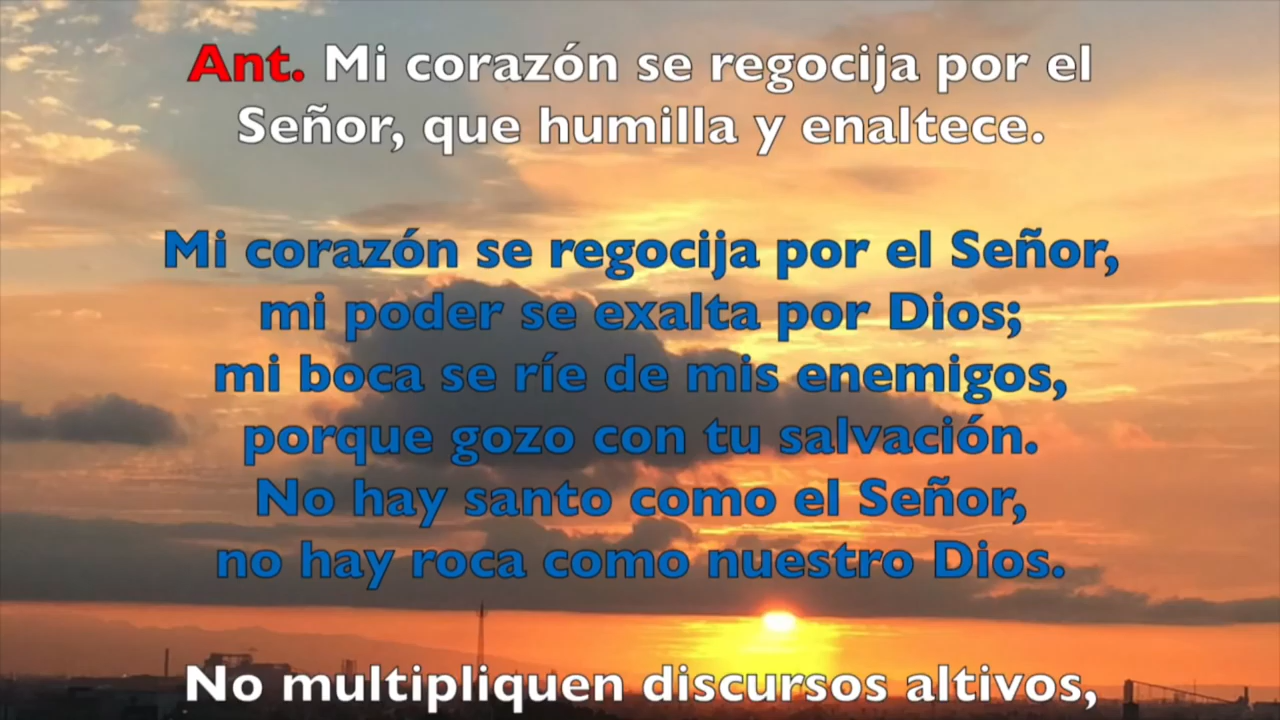 Ant. Mi corazón se regocija por el
Señor, que humilla y enaltece.
Mi corazón se regocija por el Señor,
mi poder se exalta por Dios;
mi boca se ríe de mis enemigos,
porque gozo con tu salvación.
No hay santo como el Señor,
no hay roca como nuestro Dios.
No multipliquen discursos altivos,